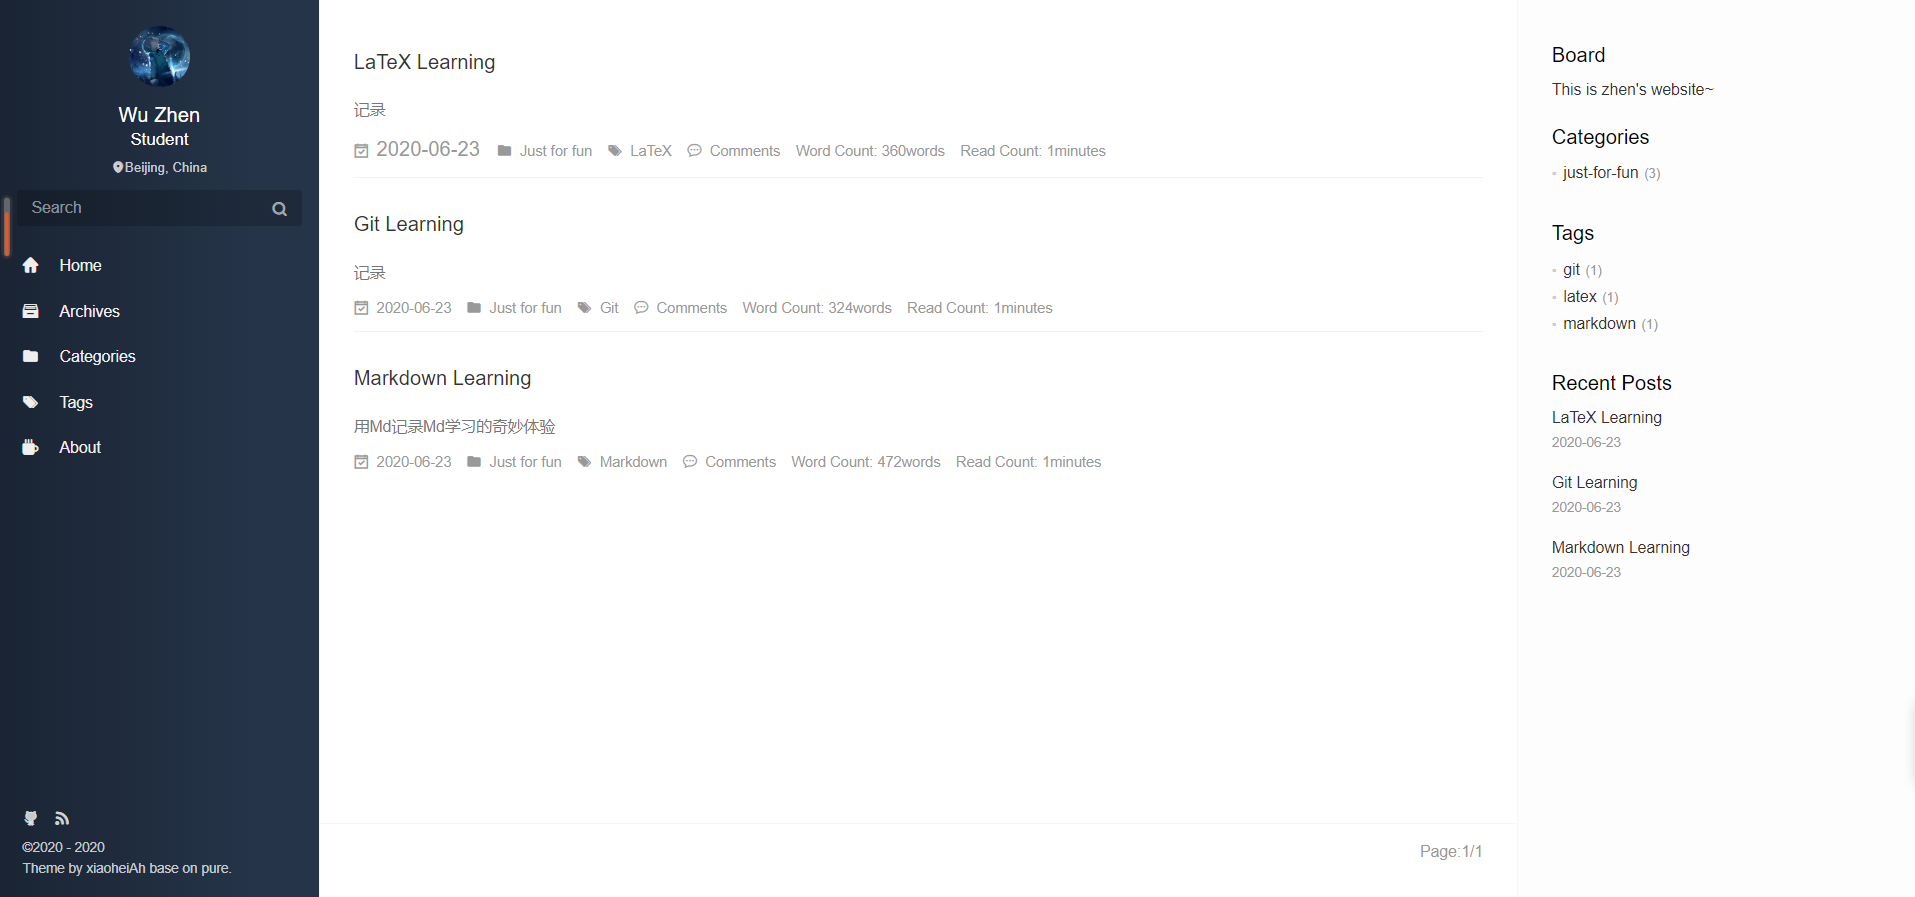 Wu Zhen
Student
Beijing, China
Search
Home
Archives
Categories
Tags
About
©2020 - 2020
Theme by xiaoheiAh base on pure.
LaTeX Learning
记录
2020-06-23 Just for fun LaTeX Comments Word Count: 360words Read Count: 1minutes
Git Learning
记录
2020-06-23 Just for fun Git Comments Word Count: 324words Read Count: 1minutes
Markdown Learning
用Md记录Md学习的奇妙体验
2020-06-23 Just for fun Markdown Comments Word Count: 472words Read Count: 1minutes
Page:1/1
Board
This is zhen's website~
Categories
just-for-fun (3)
Tags
git (1)
latex (1)
markdown (1)
Recent Posts
LaTeX Learning
2020-06-23
Git Learning
2020-06-23
Markdown Learning
2020-06-23